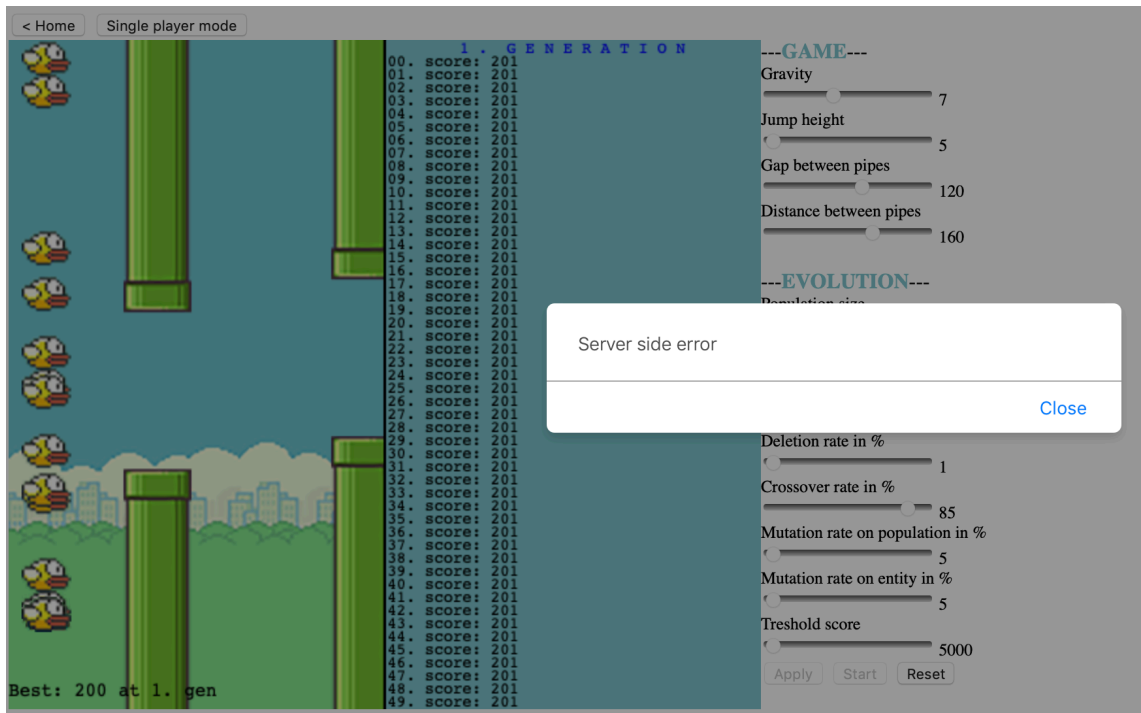 < Home
Single player mode
1. GENERATION
00. score: 201
01. score: 201
02. score: 201
03. score: 201
04. score: 201
05. score: 201
06. score: 201
07. score: 201
08. score: 201
09. score: 201
10. score: 201
11. score: 201
12. score: 201
13. score: 201
14. score: 201
15. score: 201
16. score: 201
17. score: 201
18. score: 201
19. score: 201
20. score: 201
21. score: 201
22. score: 201
23. score: 201
24. score: 201
25. score: 201
26. score: 201
27. score: 201
28. score: 201
29. score: 201
30. score: 201
31. score: 201
32. score: 201
33. score: 201
34. score: 201
35. score: 201
36. score: 201
37. score: 201
38. score: 201
39. score: 201
40. score: 201
41. score: 201
42. score: 201
43. score: 201
44. score: 201
45. score: 201
46. score: 201
47. score: 201
48. score: 201
49. score: 201
Best: 200 at 1. gen
---GAME---
Gravity
7
Jump height
5
Gap between pipes
120
Distance between pipes
160
---EVOLUTION---
Population size
Server side error
Close
Deletion rate in %
1
Crossover rate in %
85
Mutation rate on population in %
5
Mutation rate on entity in %
5
Treshold score
5000
Apply
Start
Reset